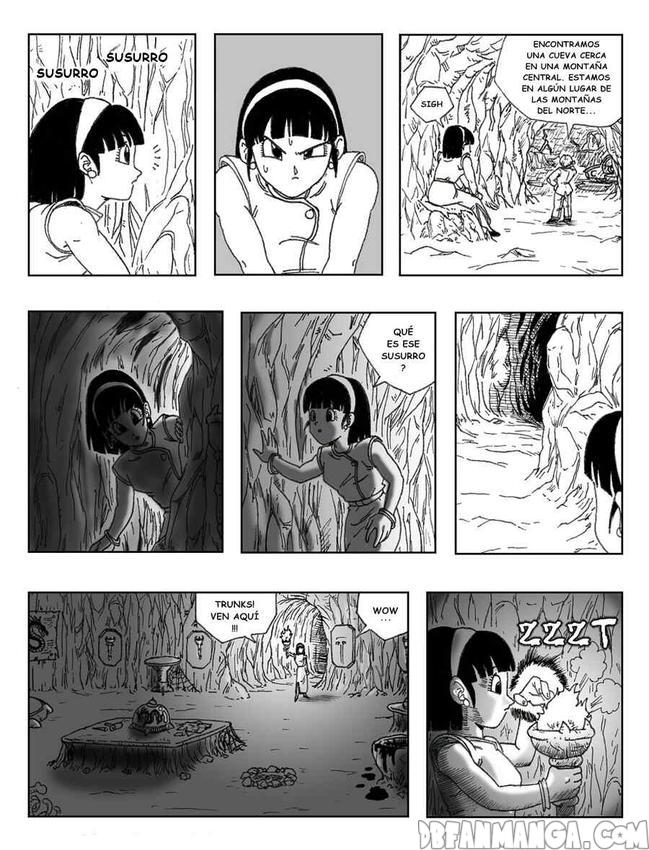 ENCONTRAMOS
UNA CUEVA CERCA
EN UNA MONTAÑA
CENTRAL. ESTAMOS
EN ALGÚN LUGAR DE
LAS MONTAÑAS
DEL NORTE...
SIGH
SUSURRO
SUSURRO
QUÉ
ES ESE
SUSURRO
?
ZZZT
WOW
...
TRUNKS!
VEN AQUÍ
!!!
DBFANMANGA.COM